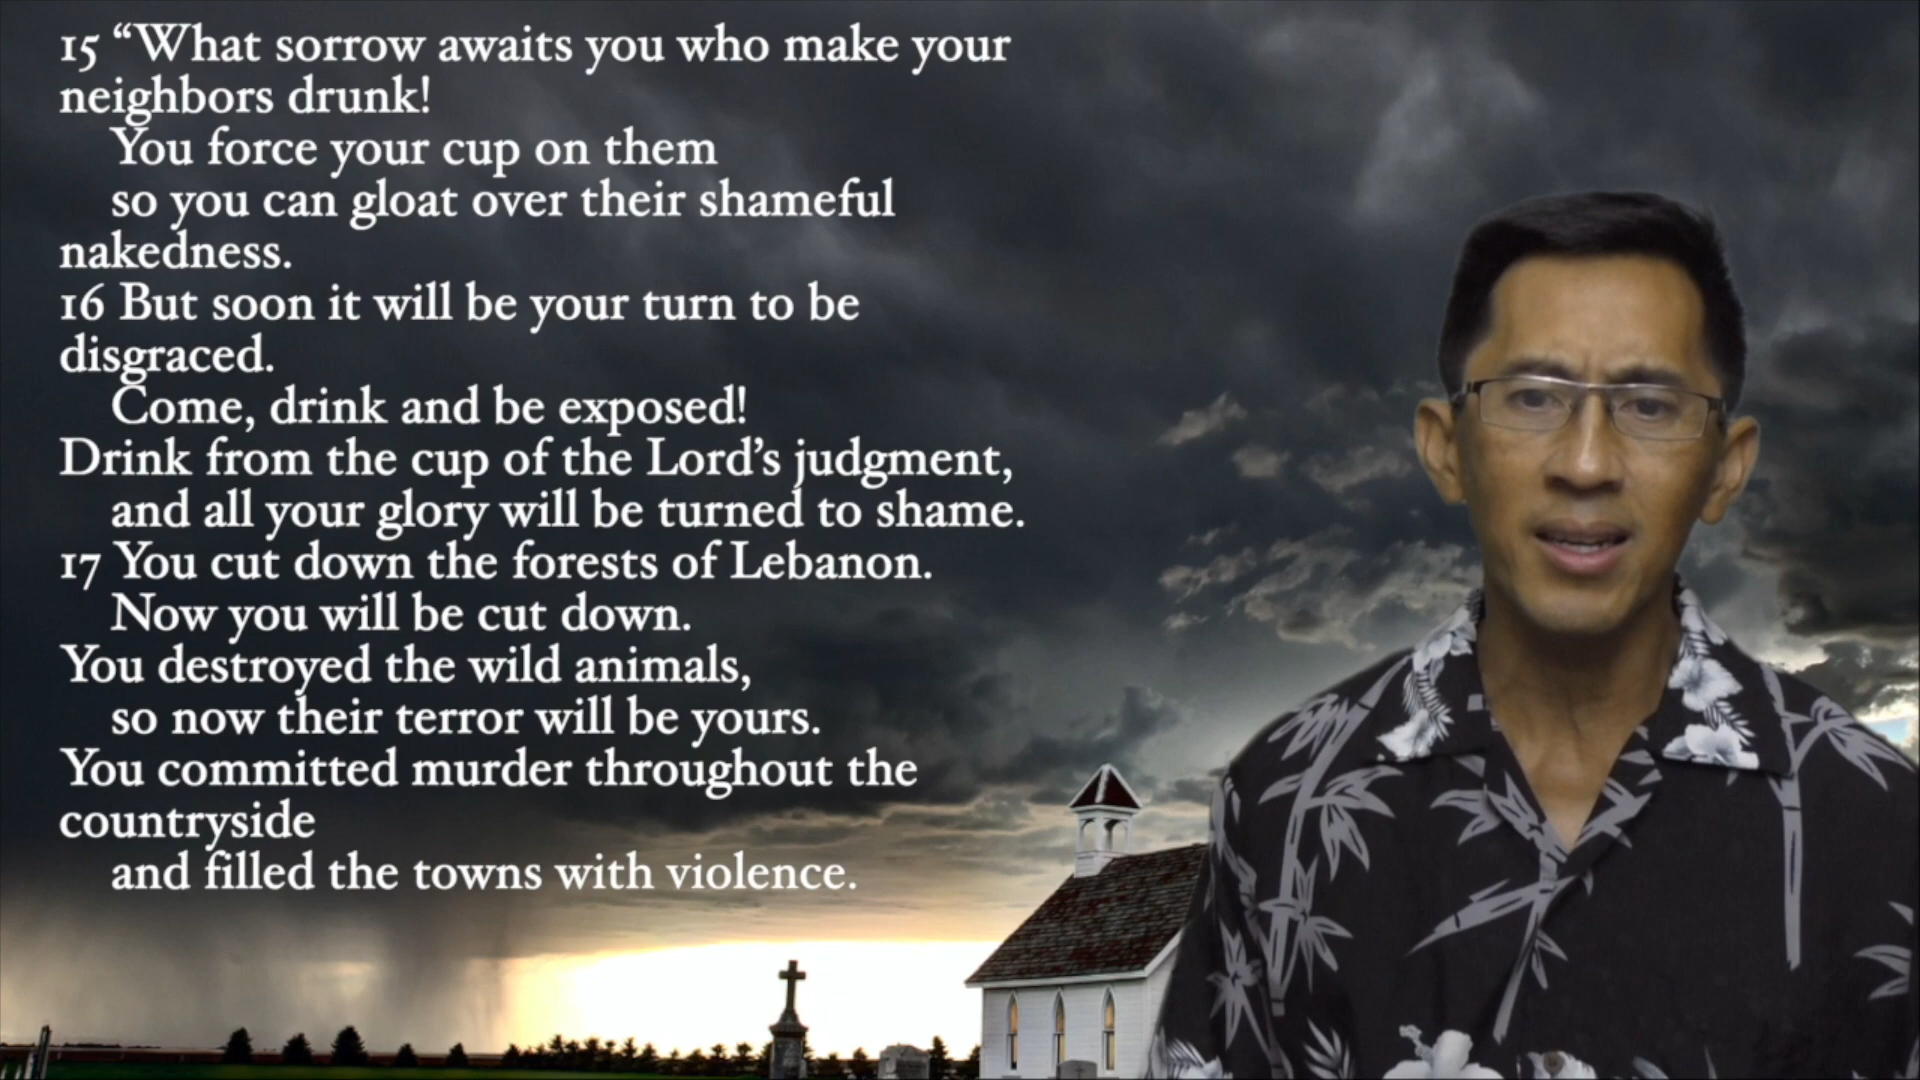 15 “What sorrow awaits you who make your
neighbors drunk!
You force your cup on them
so you can gloat over their shameful
nakedness.
16 But soon it will be your turn to be
disgraced.
Come, drink and be exposed!
Drink from the cup of the Lord’s judgment,
and all your glory will be turned to shame.
17 You cut down the forests of Lebanon.
Now you will be cut down.
You destroyed the wild animals,
so now their terror will be yours.
You committed murder throughout the
countryside
and filled the towns with violence.